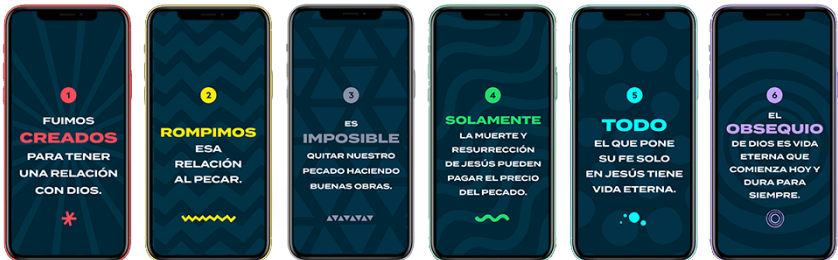 1
FUIMOS
CREADOS
PARA TENER
UNA RELACIÓN
CON DIOS.
2
ROMPIMOS
ESA
RELACIÓN
AL PECAR.
3
ES
IMPOSIBLE
QUITAR NUESTRO
PECADO HACIENDO
BUENAS OBRAS.
4
SOLAMENTE
LA MUERTE Y
RESURRECCIÓN
DE JESÚS PUEDEN
PAGAR EL PRECIO
DEL PECADO.
5
TODO
EL QUE PONE
SU FE SOLO
EN JESÚS TIENE
VIDA ETERNA.
6
EL
OBSEQUIO
DE DIOS ES VIDA
ETERNA QUE
COMIENZA HOY Y
DURA PARA
SIEMPRE.